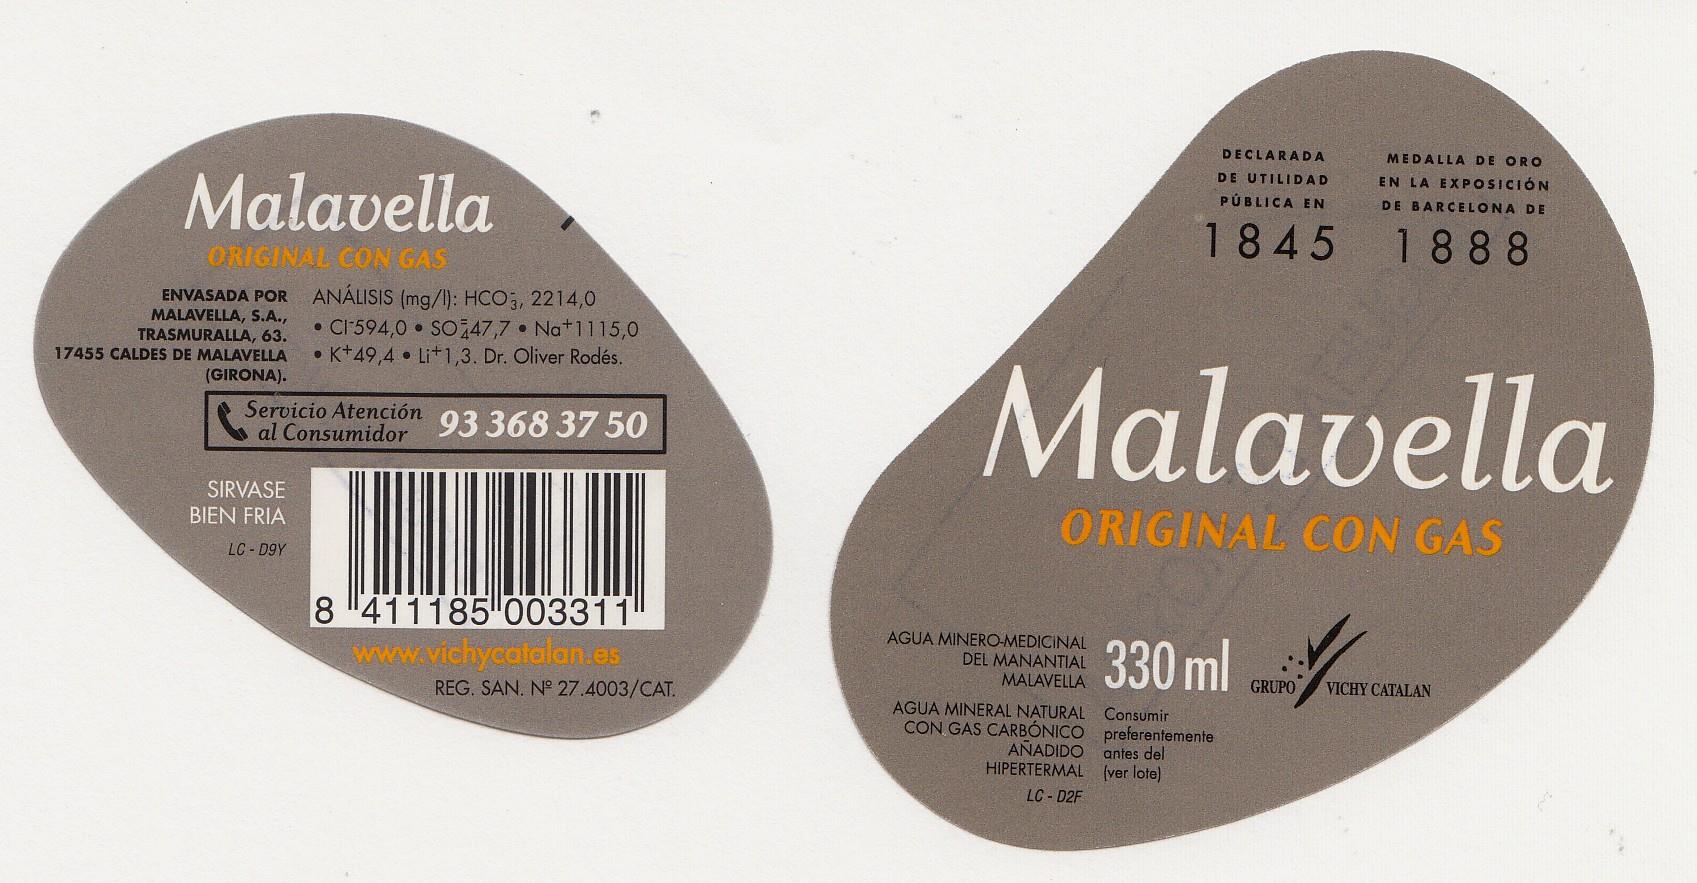 Malavella
ORIGINAL CON GAS
ENVASADA POR
MALAVELLA, S.A.,
TRASMURALLA, 63.
17455 CALDES DE MALAVELLA
(GIRONA).
ANÁLISIS (mg/l): HCO₃⁻, 2214,0
• Cl⁻594,0 • SO₄⁼47,7 • Na⁺1115,0
• K⁺49,4 • Li⁺1,3. Dr. Oliver Rodés.
Servicio Atención
al Consumidor
93 368 37 50
SIRVASE
BIEN FRIA
LC - D9Y
8 411185 003311
www.vichycatalan.es
REG. SAN. Nº 27.4003/CAT.
DECLARADA
DE UTILIDAD
PÚBLICA EN
1845
MEDALLA DE ORO
EN LA EXPOSICIÓN
DE BARCELONA DE
1888
Malavella
ORIGINAL CON GAS
AGUA MINERO-MEDICINAL
DEL MANANTIAL
MALAVELLA
330 ml
GRUPO VICHY CATALAN
AGUA MINERAL NATURAL
CON GAS CARBÓNICO
AÑADIDO
HIPERTERMAL
LC - D2F
Consumir
preferentemente
antes del
(ver lote)